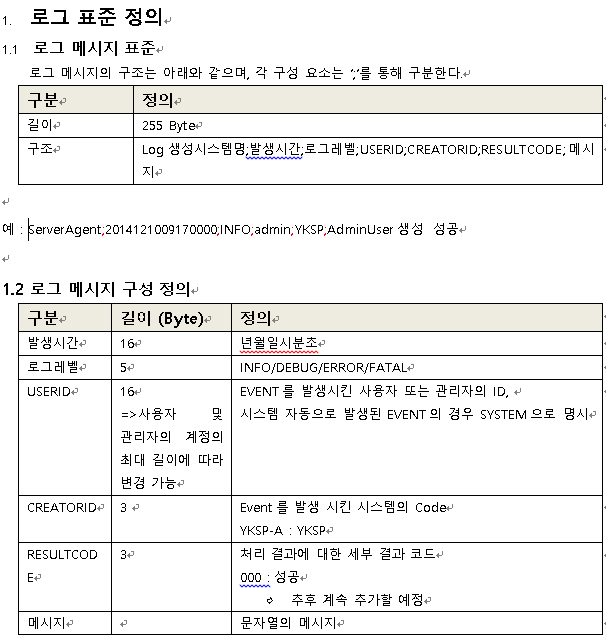 1. 로그 표준 정의
1.1 로그 메시지 표준
로그 메시지의 구조는 아래와 같으며, 각 구성 요소는 ‘;’를 통해 구분한다.
구분 정의
길이 255 Byte
구조 Log 생성시스템명;발생시간;로그레벨;USERID;CREATORID;RESULTCODE; 메시
지
예 : ServerAgent;2014121009170000;INFO;admin;YKSP;AdminUser 생성 성공
1.2 로그 메시지 구성 정의
구분 길이 (Byte) 정의
발생시간 16 년월일시분초
로그레벨 5 INFO/DEBUG/ERROR/FATAL
USERID 16 EVENT 를 발생시킨 사용자 또는 관리자의 ID,
=>사용자 및 시스템 자동으로 발생된 EVENT 의 경우 SYSTEM 으로 명시
관리자의 계정의
최대 길이에 따라
변경 가능
CREATORID 3 Event 를 발생 시킨 시스템의 Code
YKSP-A : YKSP
RESULTCOD 3 처리 결과에 대한 세부 결과 코드
E 000 : 성공
⇨ 추후 계속 추가할 예정
메시지 문자열의 메시지